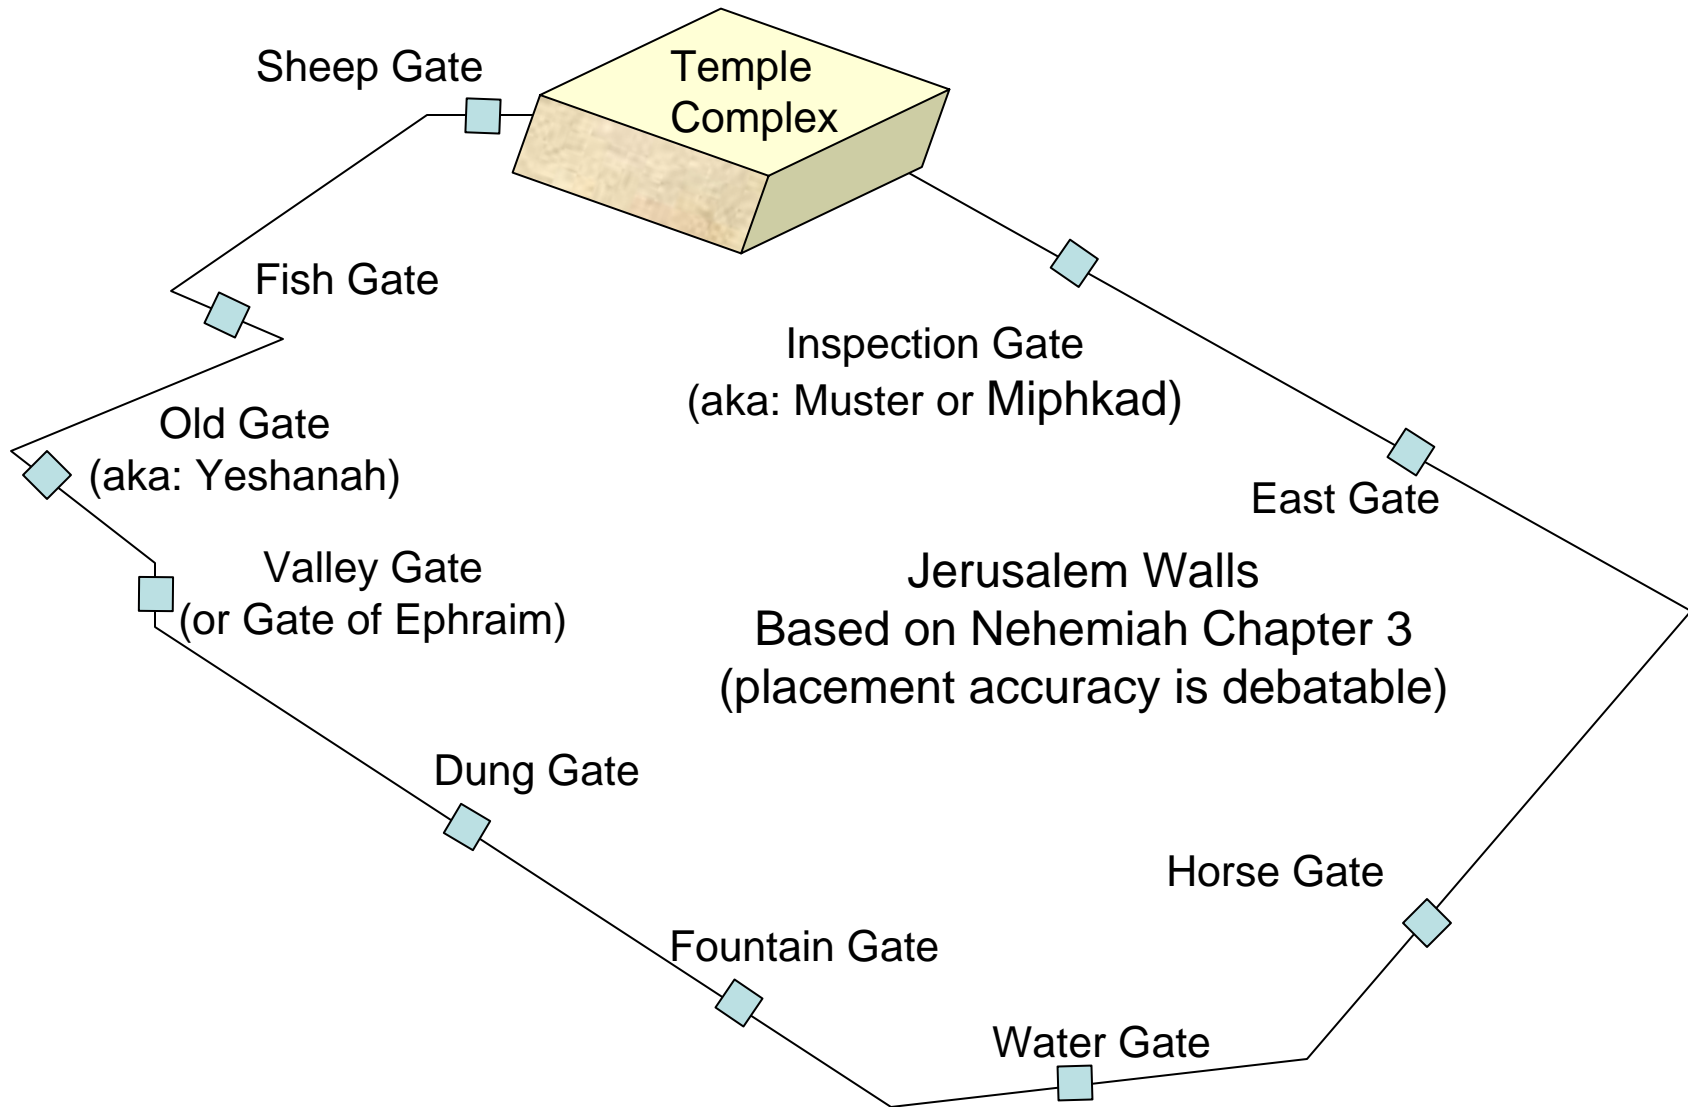 Sheep Gate
Temple
Complex
Fish Gate
Inspection Gate
(aka: Muster or Miphkad)
Old Gate
(aka: Yeshanah)
East Gate
Valley Gate
(or Gate of Ephraim)
Jerusalem Walls
Based on Nehemiah Chapter 3
(placement accuracy is debatable)
Dung Gate
Horse Gate
Fountain Gate
Water Gate